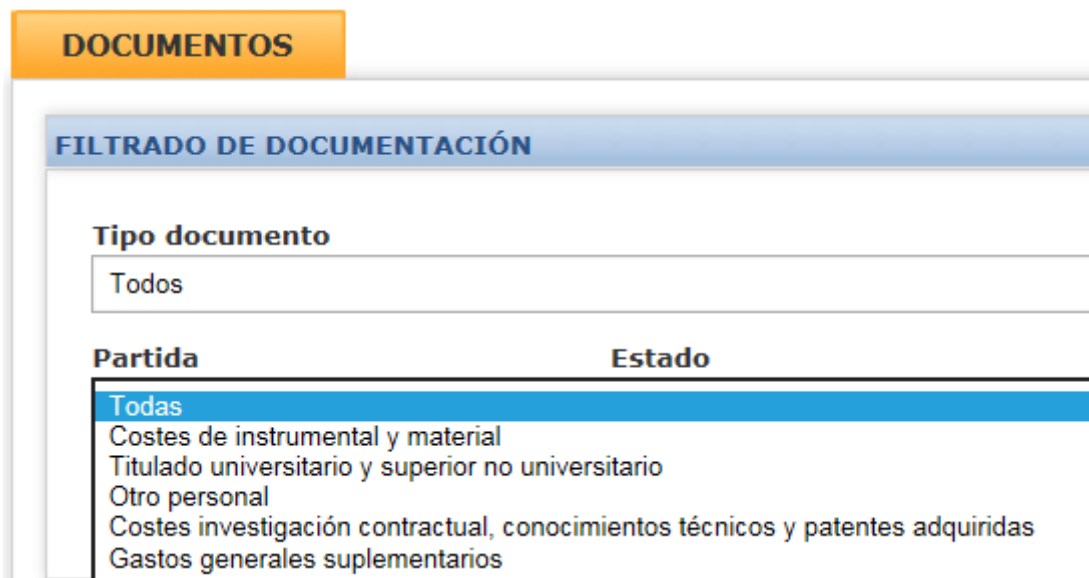 DOCUMENTOS
FILTRADO DE DOCUMENTACIÓN
Tipo documento
Todos
Partida Estado
Todas
Costes de instrumental y material
Titulado universitario y superior no universitario
Otro personal
Costes investigación contractual, conocimientos técnicos y patentes adquiridas
Gastos generales suplementarios